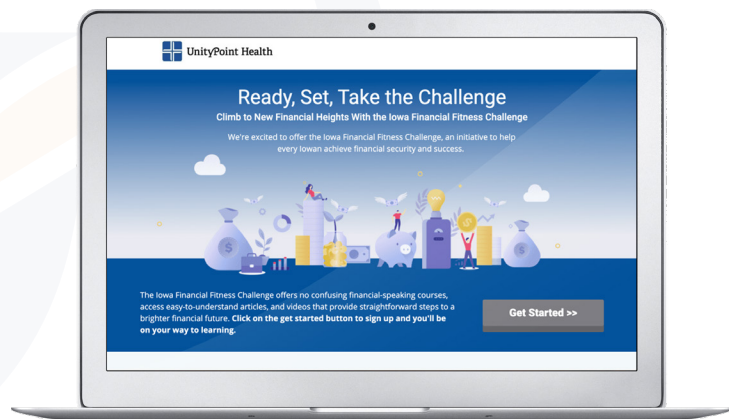 UnityPoint Health
Ready, Set, Take the Challenge
Climb to New Financial Heights With the Iowa Financial Fitness Challenge
We're excited to offer the Iowa Financial Fitness Challenge, an initiative to help
every Iowan achieve financial security and success.
$
$
$
The Iowa Financial Fitness Challenge offers no confusing financial-speaking courses,
access easy-to-understand articles, and videos that provide straightforward steps to a
brighter financial future. Click on the get started button to sign up and you'll be
on your way to learning.
Get Started >>